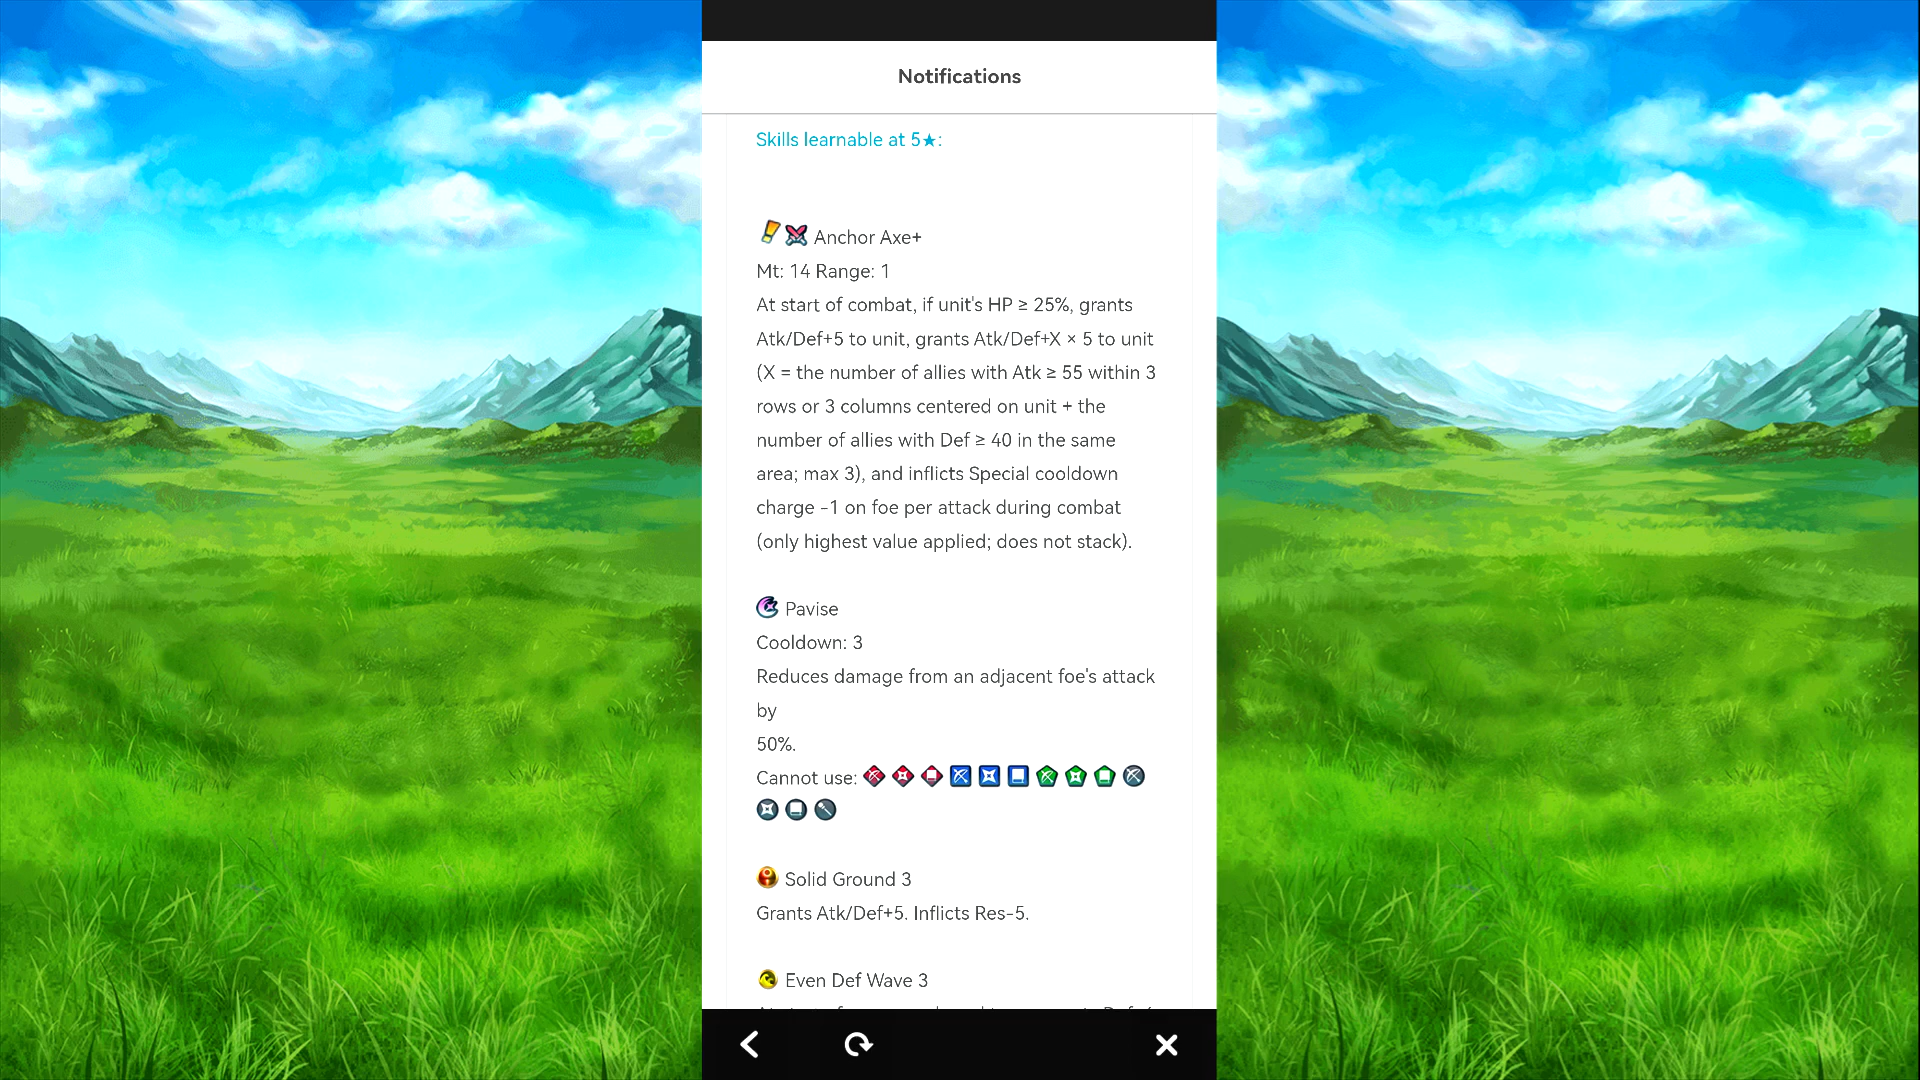 Notifications
Skills learnable at 5★:
Anchor Axe+
Mt: 14 Range: 1
At start of combat, if unit's HP ≥ 25%, grants
Atk/Def+5 to unit, grants Atk/Def+X × 5 to unit
(X = the number of allies with Atk ≥ 55 within 3
rows or 3 columns centered on unit + the
number of allies with Def ≥ 40 in the same
area; max 3), and inflicts Special cooldown
charge -1 on foe per attack during combat
(only highest value applied; does not stack).
Pavise
Cooldown: 3
Reduces damage from an adjacent foe's attack
by
50%.
Cannot use:
Solid Ground 3
Grants Atk/Def+5. Inflicts Res-5.
Even Def Wave 3